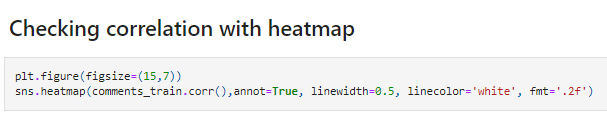 Checking correlation with heatmap
plt.figure(figsize=(15,7))
sns.heatmap(comments_train.corr(),annot=True, linewidth=0.5, linecolor='white', fmt='.2f')